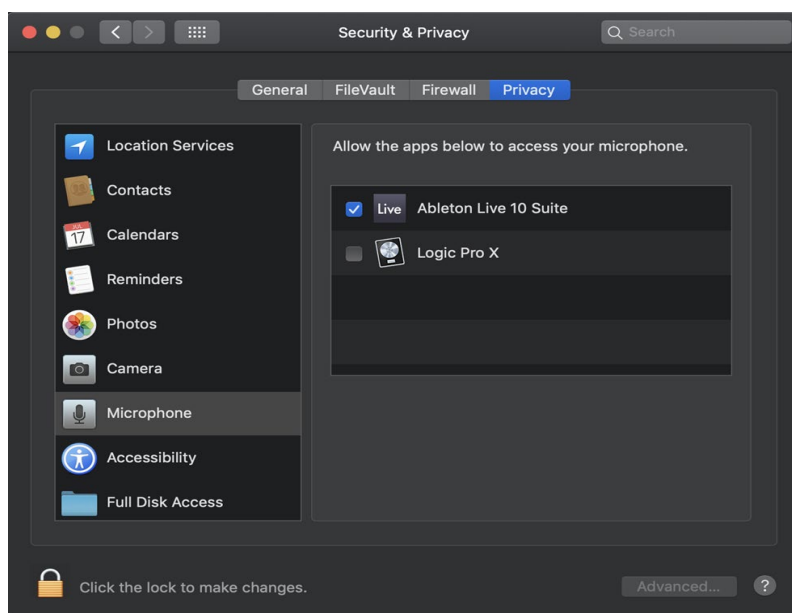 Security & Privacy
Search
General FileVault Firewall Privacy
Location Services
Contacts
JUL
17
Calendars
Reminders
Photos
Camera
Microphone
Accessibility
Full Disk Access
Allow the apps below to access your microphone.
Live Ableton Live 10 Suite
Logic Pro X
Click the lock to make changes.
Advanced...
?